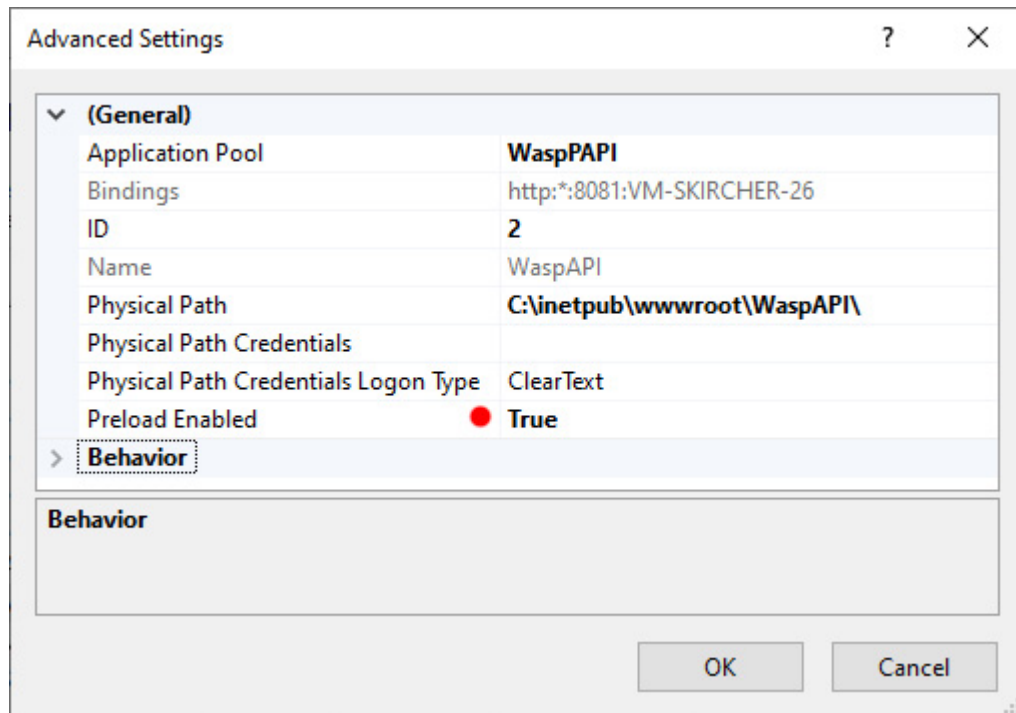 Advanced Settings ?
(General)
Application Pool WaspPAPI
Bindings http:*:8081:VM-SKIRCHER-26
ID 2
Name WaspAPI
Physical Path C:\inetpub\wwwroot\WaspAPI\
Physical Path Credentials
Physical Path Credentials Logon Type ClearText
Preload Enabled True
Behavior
Behavior
OK Cancel